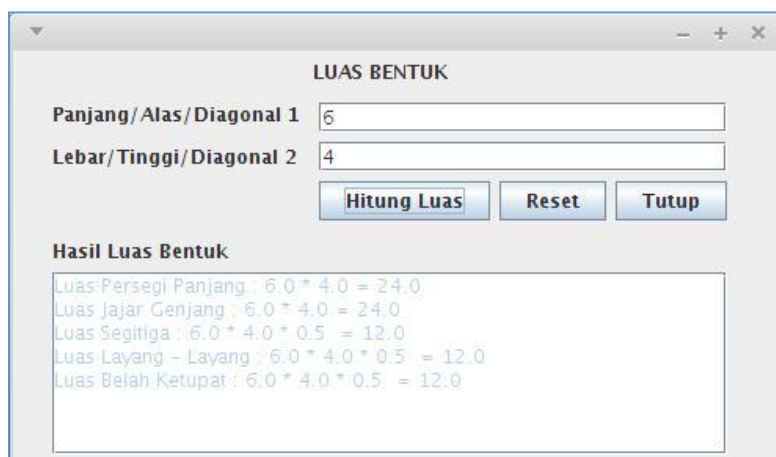 LUAS BENTUK
Panjang/Alas/Diagonal 1 6
Lebar/Tinggi/Diagonal 2 4
Hitung Luas Reset Tutup
Hasil Luas Bentuk
Luas Persegi Panjang : 6.0 * 4.0 = 24.0
Luas Jajar Genjang : 6.0 * 4.0 = 24.0
Luas Segitiga : 6.0 * 4.0 * 0.5 = 12.0
Luas Layang - Layang : 6.0 * 4.0 * 0.5 = 12.0
Luas Belah Ketupat : 6.0 * 4.0 * 0.5 = 12.0